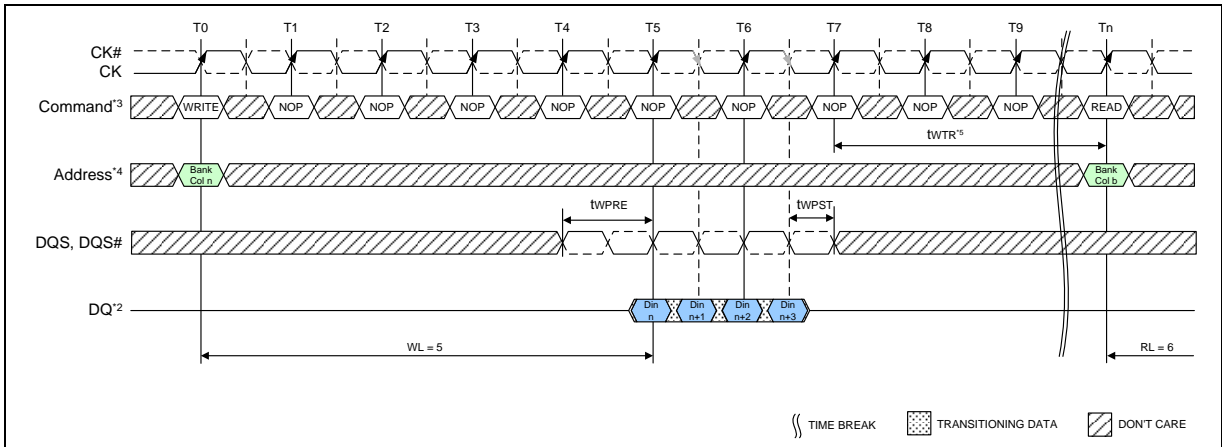 T0 T1 T2 T3 T4 T5 T6 T7 T8 T9 Tn
CK#
CK
Command*3 WRITE NOP NOP NOP NOP NOP NOP NOP NOP NOP READ
tWTR*5
Address*4 Bank Col n Bank Col b
tWPRE tWPST
DQS, DQS#
DQ*2 Din n Din n+1 Din n+2 Din n+3
WL = 5 RL = 6
TIME BREAK TRANSITIONING DATA DON'T CARE